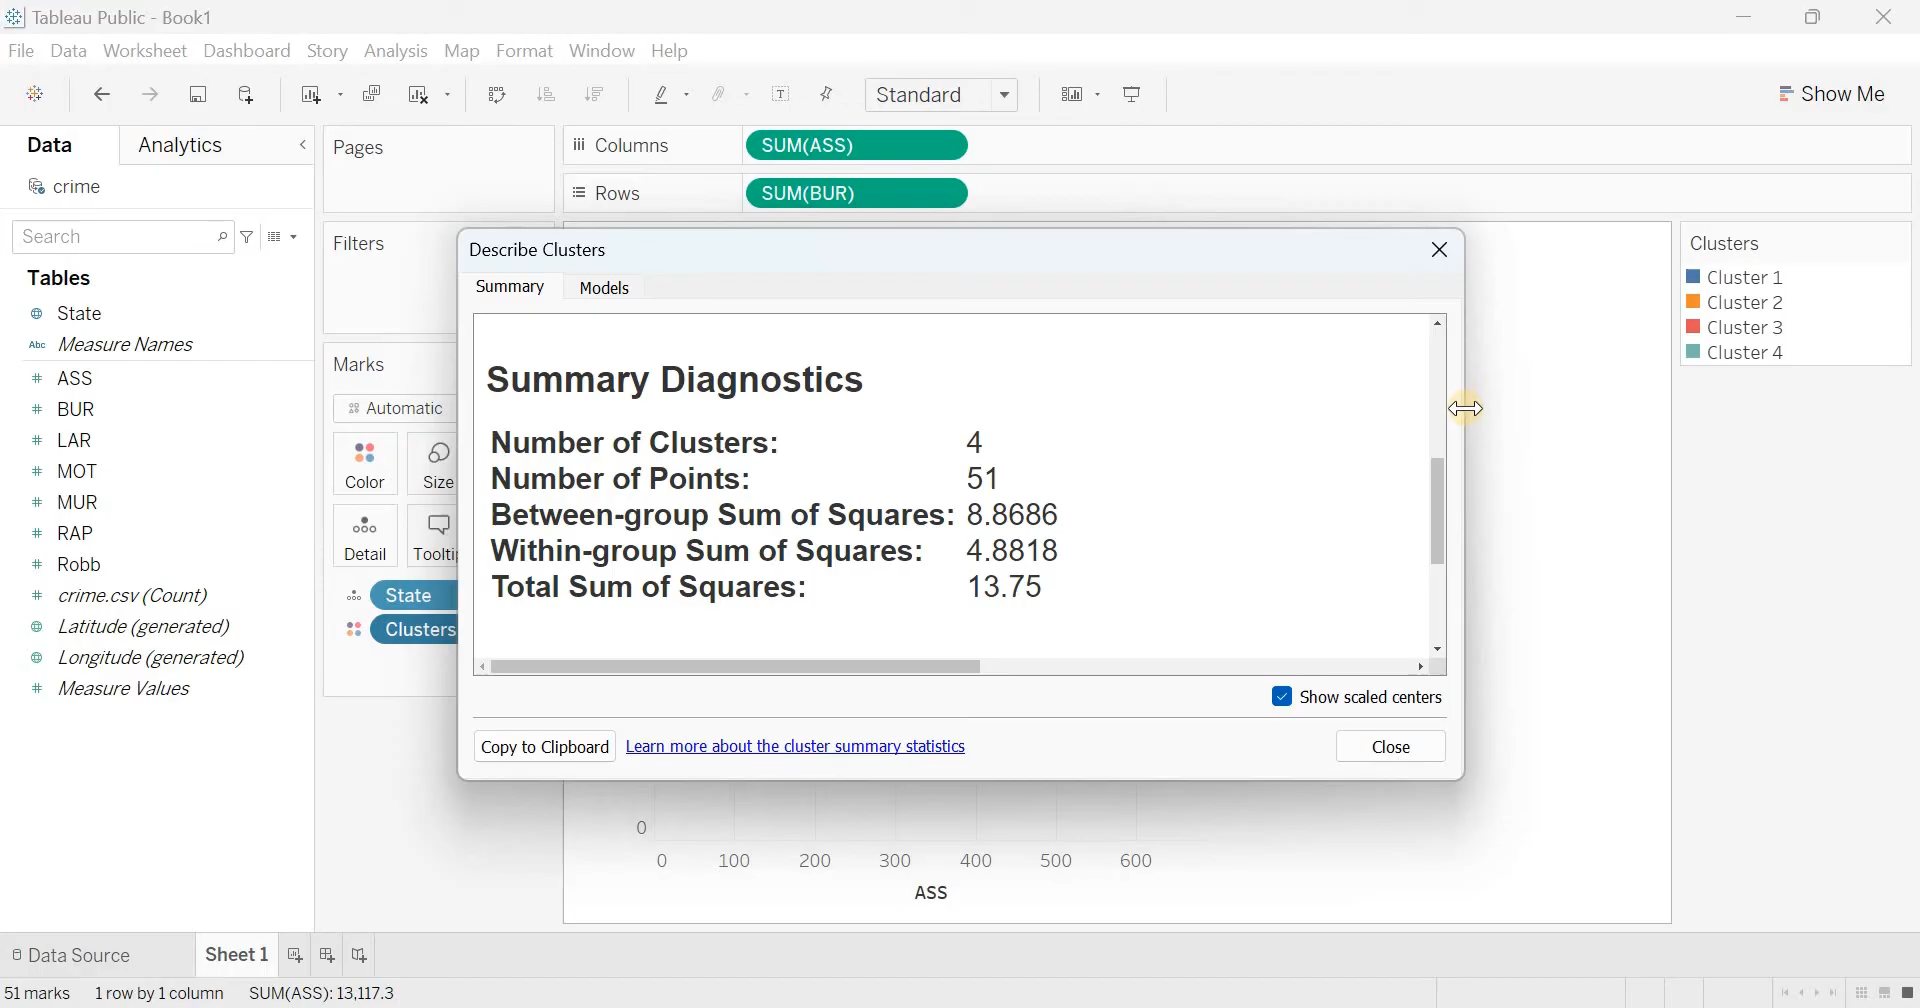 Tableau Public - Book1
File Data Worksheet Dashboard Story Analysis Map Format Window Help
Standard
Show Me
Data Analytics
Pages
Columns SUM(ASS)
crime
Rows SUM(BUR)
Search
Filters
Clusters
Cluster 1
Cluster 2
Cluster 3
Cluster 4
Tables
State
Abc Measure Names
ASS
BUR
LAR
MOT
MUR
RAP
Robb
crime.csv (Count)
Latitude (generated)
Longitude (generated)
Measure Values
Marks
Automatic
Color Size
Detail
State
Clusters
Describe Clusters
Summary Models
Summary Diagnostics
Number of Clusters: 4
Number of Points: 51
Between-group Sum of Squares: 8.8686
Within-group Sum of Squares: 4.8818
Total Sum of Squares: 13.75
Show scaled centers
Copy to Clipboard Learn more about the cluster summary statistics Close
0
0 100 200 300 400 500 600
ASS
Data Source Sheet 1
51 marks 1 row by 1 column SUM(ASS): 13,117.3